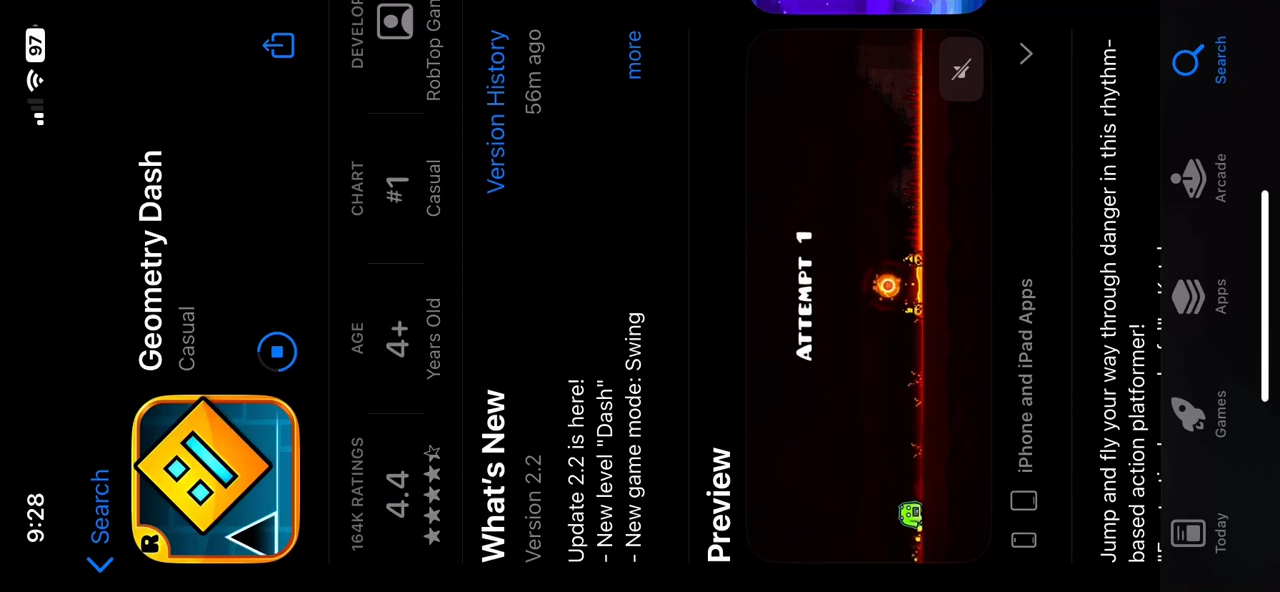 9:28
97
Search
R
Geometry Dash
Casual
164K RATINGS
4.4
AGE
4+
Years Old
CHART
#1
Casual
DEVELOP
RobTop Gam
What's New
Version History
Version 2.2
56m ago
Update 2.2 is here!
- New level "Dash"
- New game mode: Swing
more
Preview
ATTEMPT 1
iPhone and iPad Apps
Jump and fly your way through danger in this rhythm-
based action platformer!
Today
Games
Apps
Arcade
Search